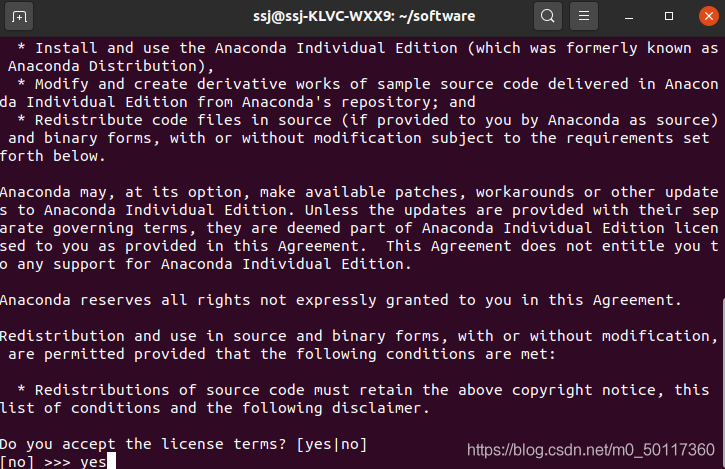 ssj@ssj-KLVC-WXX9: ~/software
  * Install and use the Anaconda Individual Edition (which was formerly known as
 Anaconda Distribution),
  * Modify and create derivative works of sample source code delivered in Anacon
da Individual Edition from Anaconda's repository; and
  * Redistribute code files in source (if provided to you by Anaconda as source)
 and binary forms, with or without modification subject to the requirements set
forth below.
Anaconda may, at its option, make available patches, workarounds or other update
s to Anaconda Individual Edition. Unless the updates are provided with their sep
arate governing terms, they are deemed part of Anaconda Individual Edition licen
sed to you as provided in this Agreement.  This Agreement does not entitle you t
o any support for Anaconda Individual Edition.
Anaconda reserves all rights not expressly granted to you in this Agreement.
Redistribution and use in source and binary forms, with or without modification,
 are permitted provided that the following conditions are met:
  * Redistributions of source code must retain the above copyright notice, this
list of conditions and the following disclaimer.
Do you accept the license terms? [yes|no]
[no] >>> yes
https://blog.csdn.net/m0_50117360